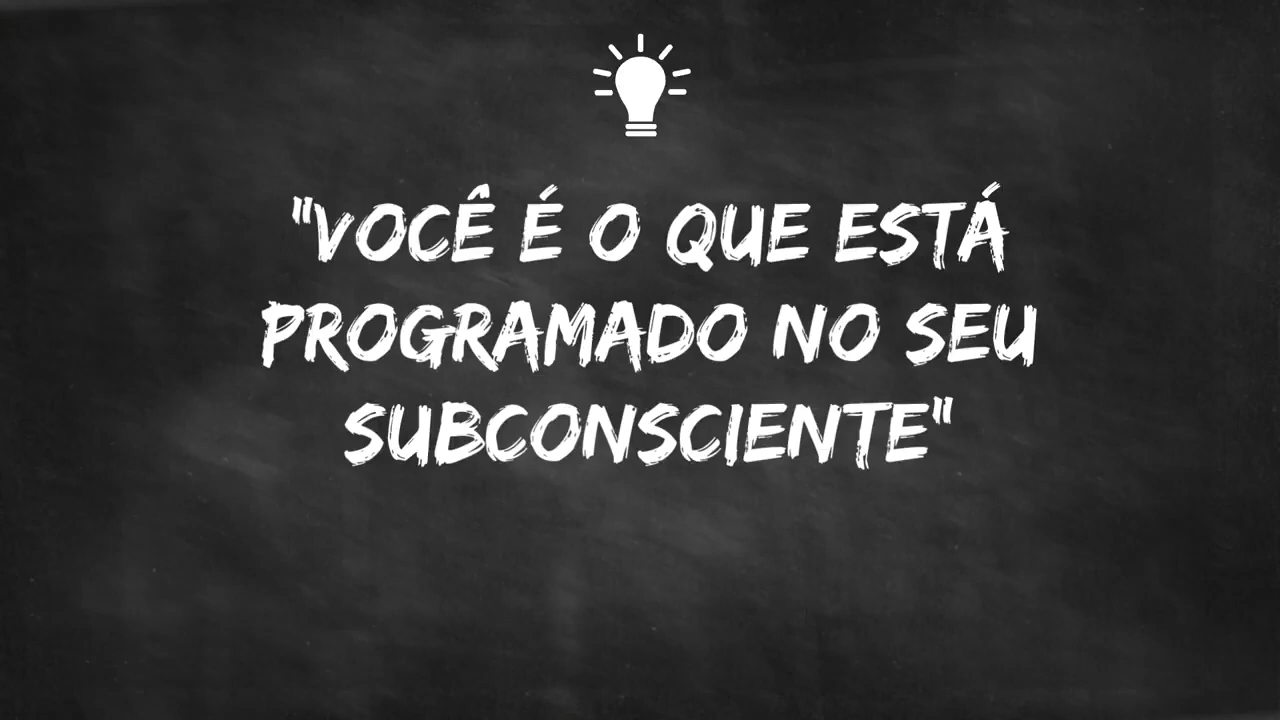 "VOCÊ É O QUE ESTÁ
PROGRAMADO NO SEU
SUBCONSCIENTE"